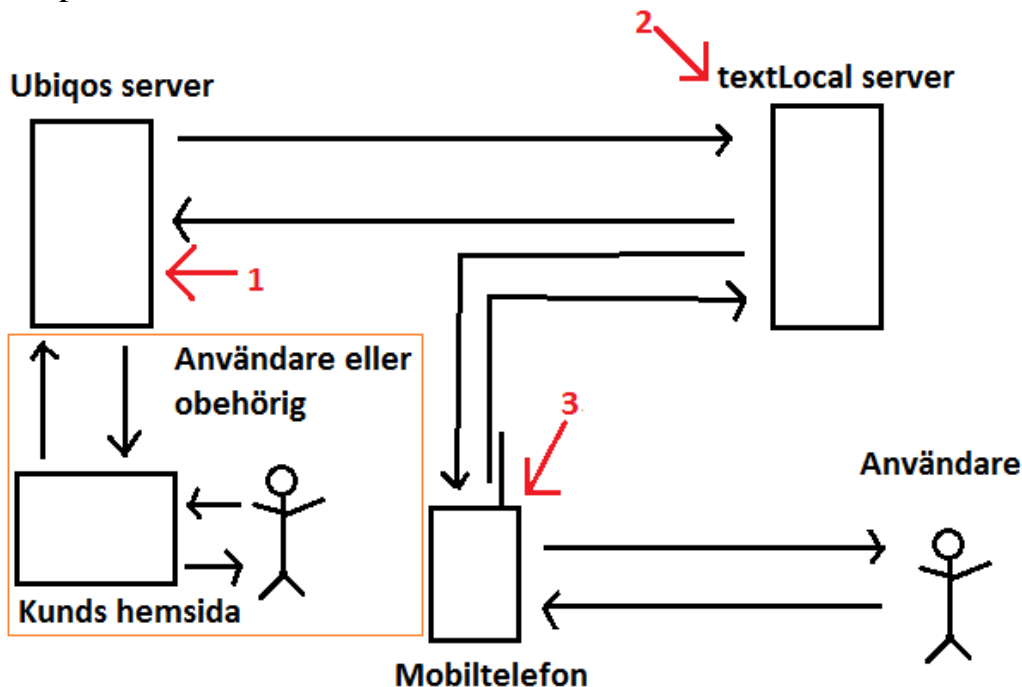 2
Ubiqos server
textLocal server
1
Användare eller
obehörig
3
Användare
Kunds hemsida
Mobiltelefon